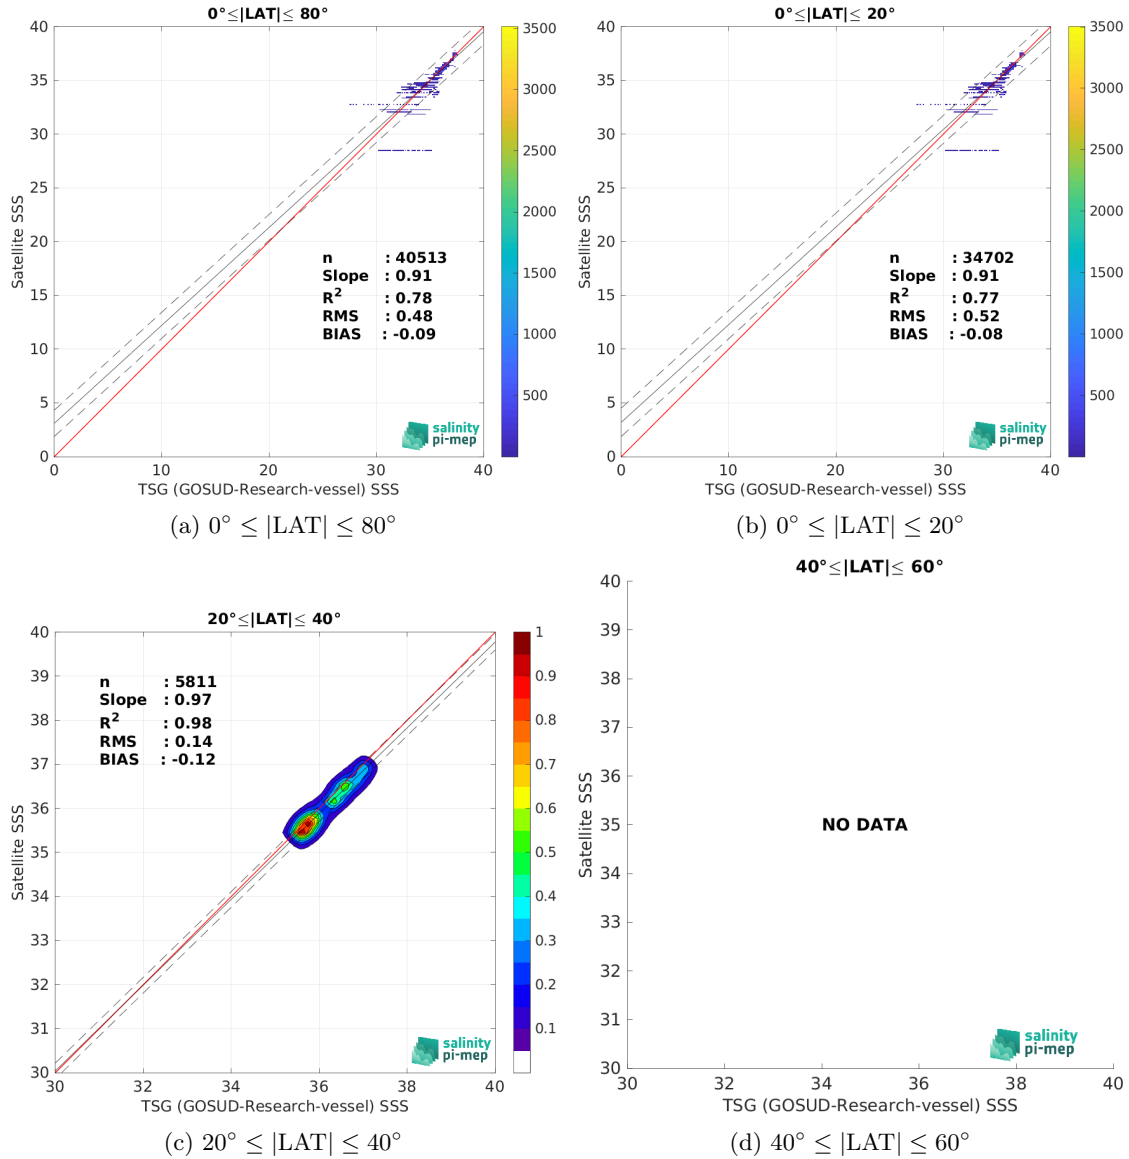 0°≤|LAT|≤ 80°
40
35
30
25
20
15
10
5
0
0
10
20
30
40
Satellite SSS
TSG (GOSUD-Research-vessel) SSS
n : 40513
Slope : 0.91
R² : 0.78
RMS : 0.48
BIAS : -0.09
salinity
pi-mep
3500
3000
2500
2000
1500
1000
500
(a) 0° ≤ |LAT| ≤ 80°
0°≤|LAT|≤ 20°
40
35
30
25
20
15
10
5
0
0
10
20
30
40
Satellite SSS
TSG (GOSUD-Research-vessel) SSS
n : 34702
Slope : 0.91
R² : 0.77
RMS : 0.52
BIAS : -0.08
salinity
pi-mep
3500
3000
2500
2000
1500
1000
500
(b) 0° ≤ |LAT| ≤ 20°
20°≤|LAT|≤ 40°
40
39
38
37
36
35
34
33
32
31
30
30
32
34
36
38
40
Satellite SSS
TSG (GOSUD-Research-vessel) SSS
n : 5811
Slope : 0.97
R² : 0.98
RMS : 0.14
BIAS : -0.12
salinity
pi-mep
1
0.9
0.8
0.7
0.6
0.5
0.4
0.3
0.2
0.1
(c) 20° ≤ |LAT| ≤ 40°
40°≤|LAT|≤ 60°
40
39
38
37
36
35
34
33
32
31
30
30
32
34
36
38
40
Satellite SSS
TSG (GOSUD-Research-vessel) SSS
NO DATA
salinity
pi-mep
(d) 40° ≤ |LAT| ≤ 60°